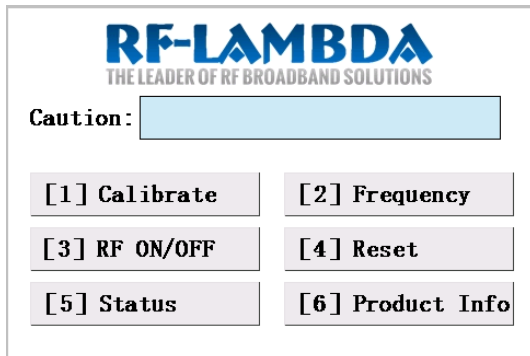 RF-LAMBDA
THE LEADER OF RF BROADBAND SOLUTIONS
Caution:
[1] Calibrate
[2] Frequency
[3] RF ON/OFF
[4] Reset
[5] Status
[6] Product Info